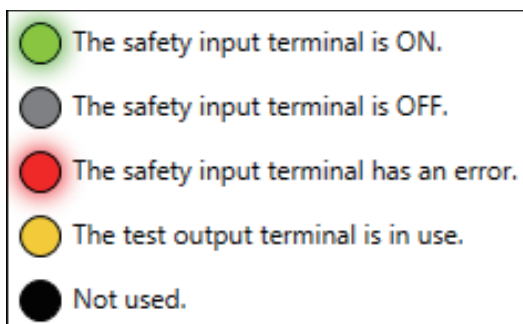 The safety input terminal is ON.
The safety input terminal is OFF.
The safety input terminal has an error.
The test output terminal is in use.
Not used.